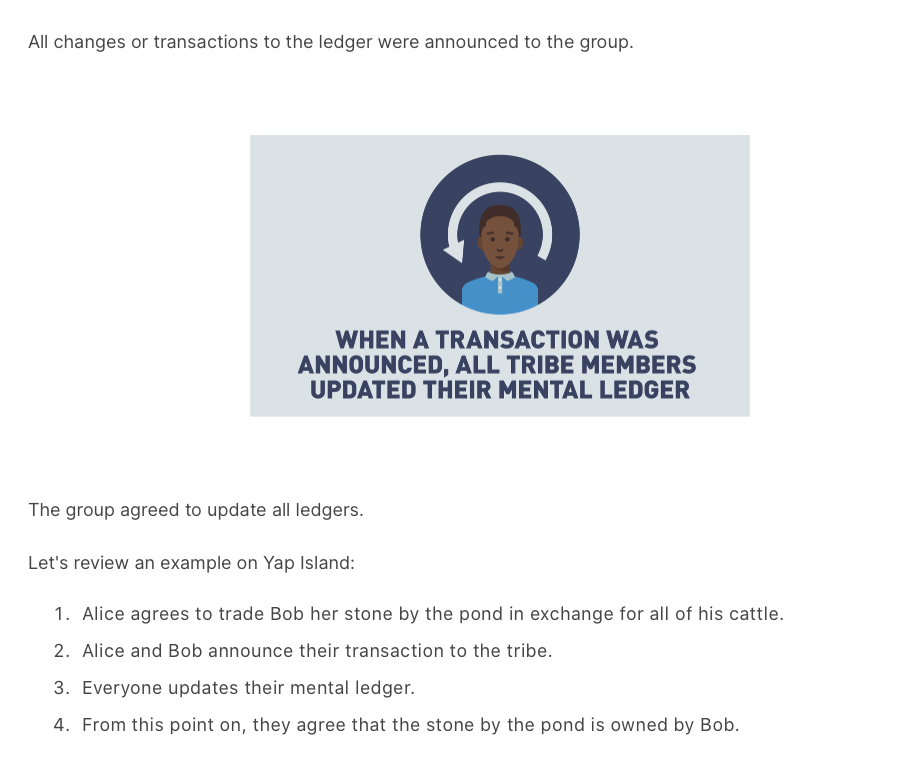 All changes or transactions to the ledger were announced to the group.
WHEN A TRANSACTION WAS
ANNOUNCED, ALL TRIBE MEMBERS
UPDATED THEIR MENTAL LEDGER
The group agreed to update all ledgers.
Let's review an example on Yap Island:
1. Alice agrees to trade Bob her stone by the pond in exchange for all of his cattle.
2. Alice and Bob announce their transaction to the tribe.
3. Everyone updates their mental ledger.
4. From this point on, they agree that the stone by the pond is owned by Bob.